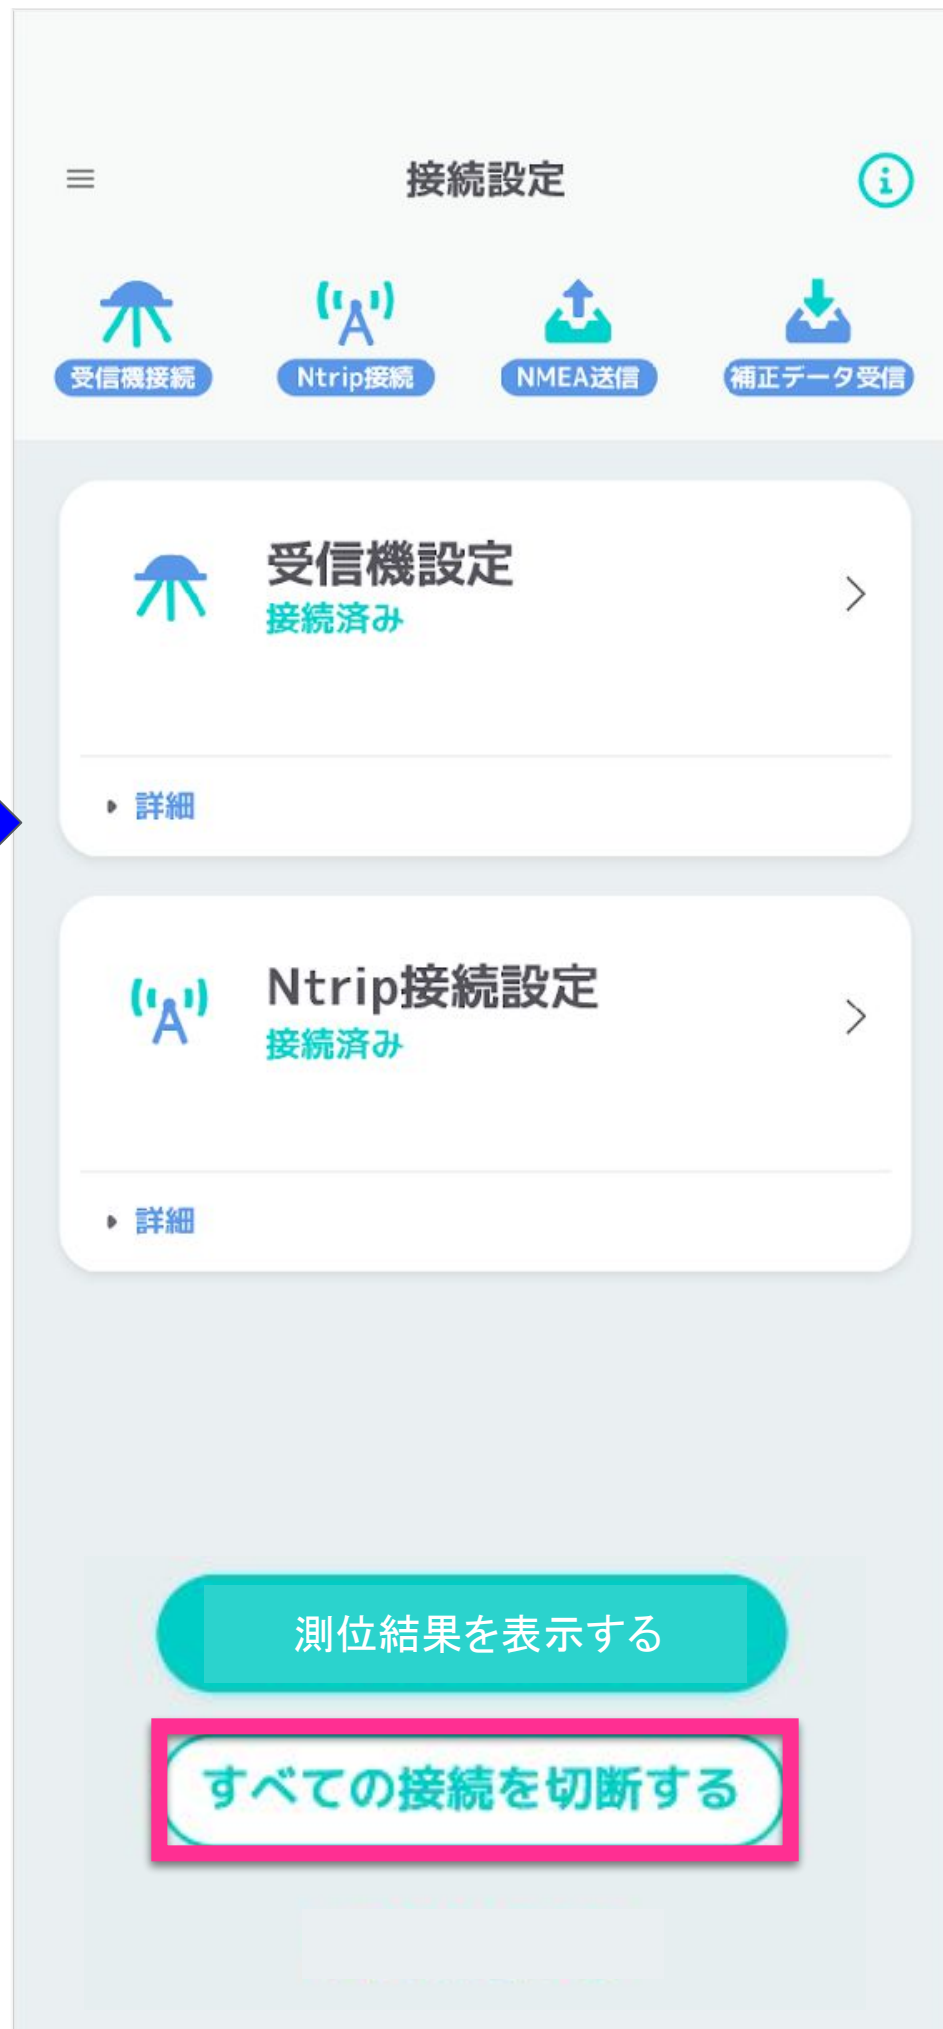 接続設定
受信機接続
Ntrip接続
NMEA送信
補正データ受信
受信機設定
接続済み
詳細
Ntrip接続設定
接続済み
詳細
測位結果を表示する
すべての接続を切断する